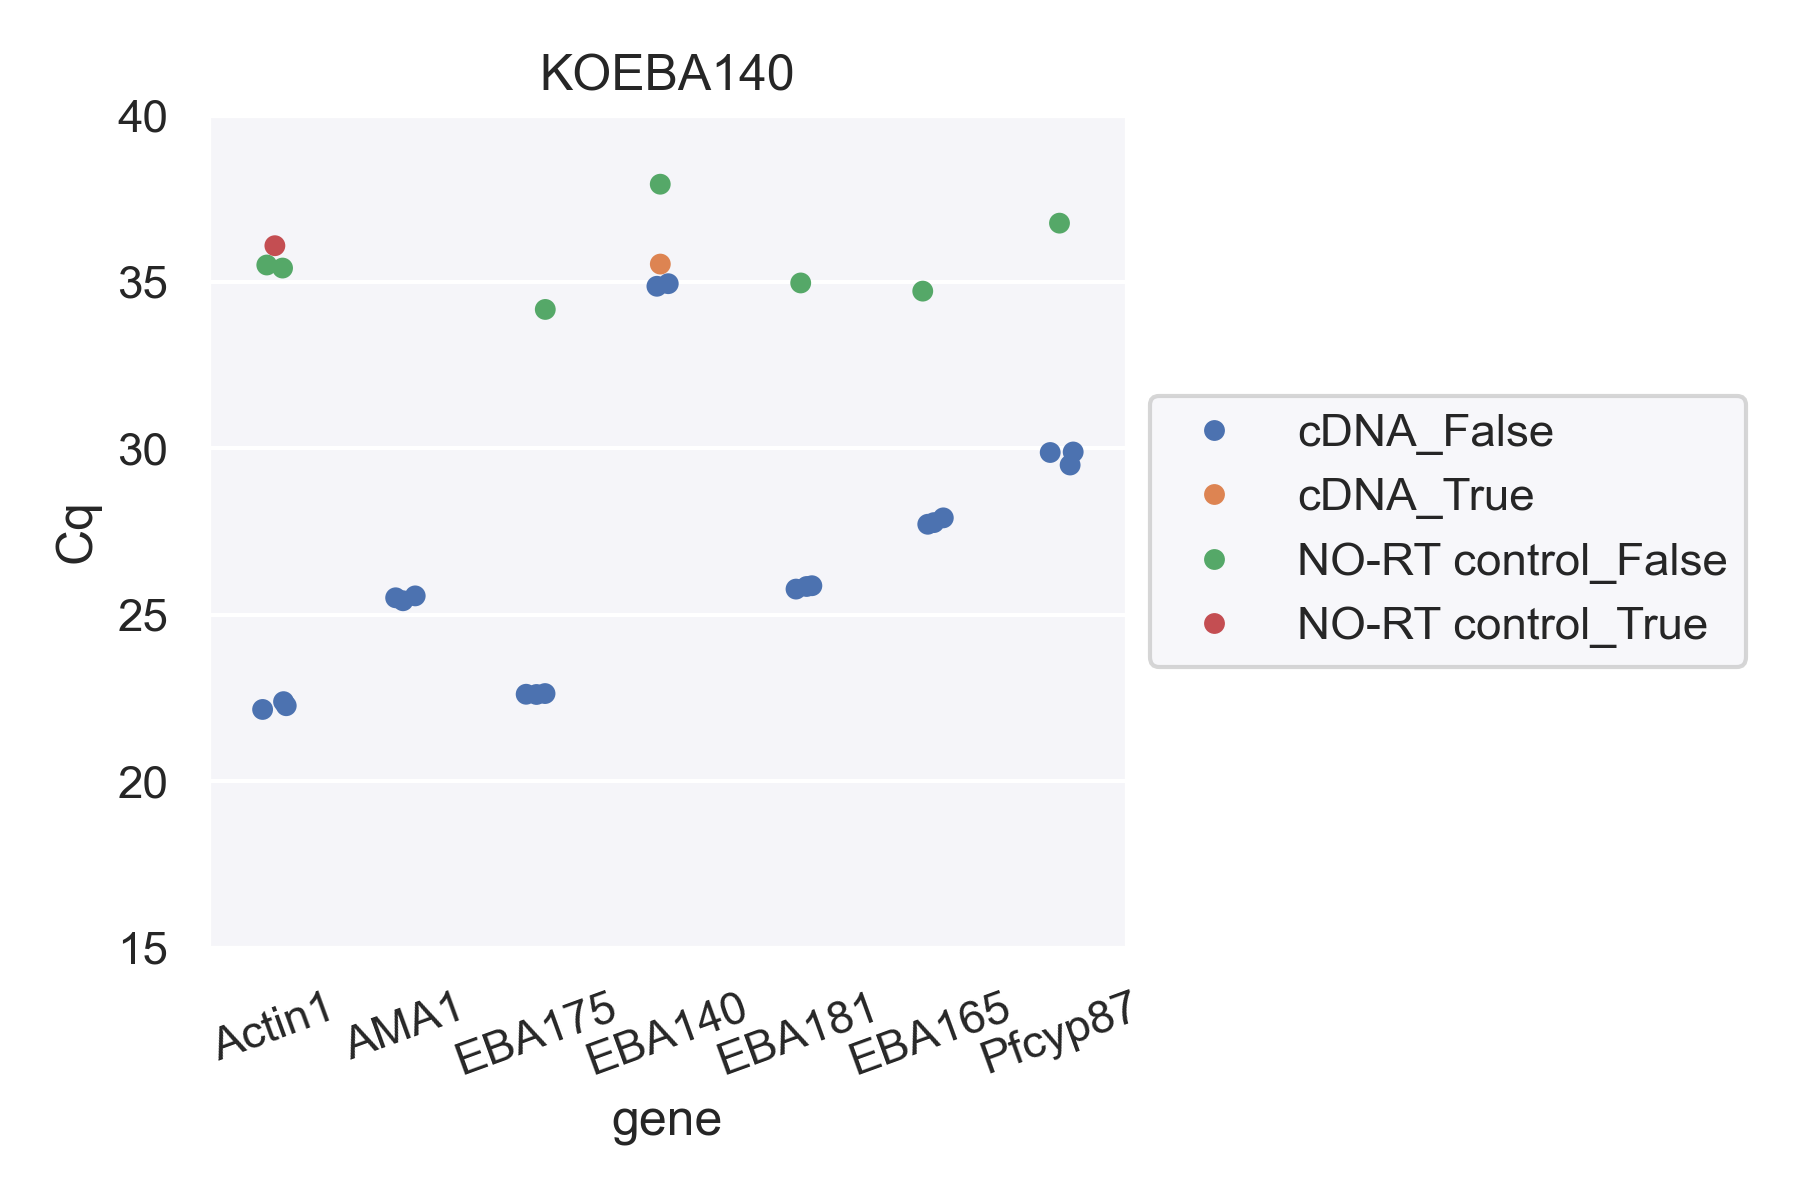 KOEBA140
40
35
30
25
20
15
Cq
Actin1
AMA1
EBA175
EBA140
EBA181
EBA165
Pfcyp87
gene
cDNA_False
cDNA_True
NO-RT control_False
NO-RT control_True